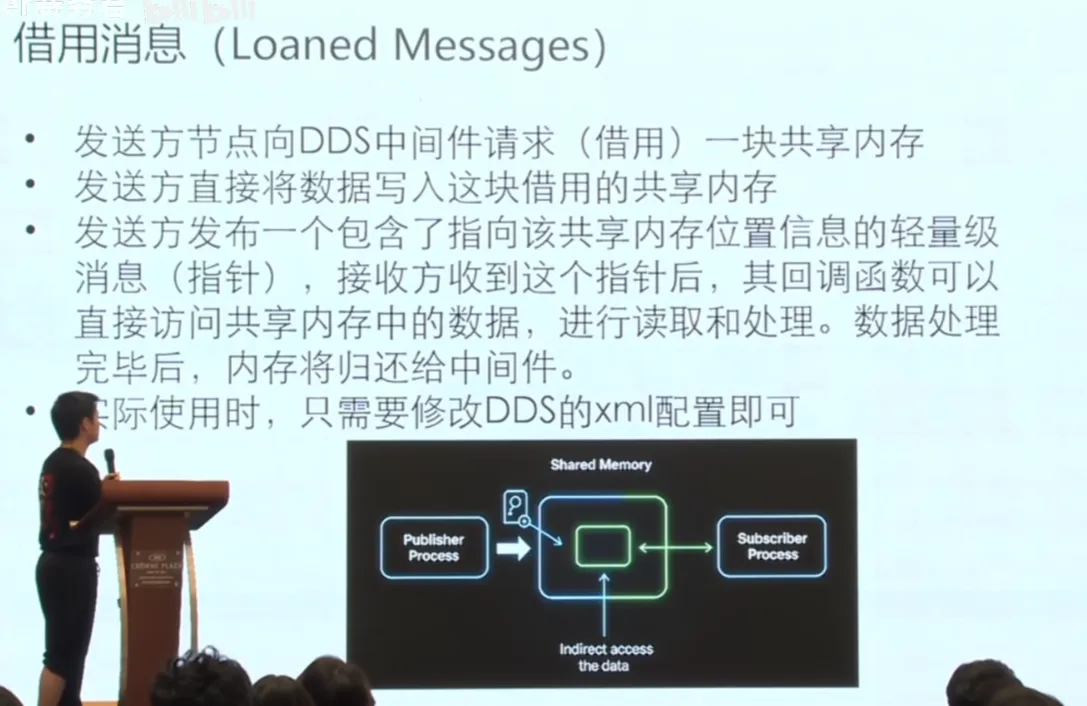 借用消息（Loaned Messages）
• 发送方节点向DDS中间件请求（借用）一块共享内存
• 发送方直接将数据写入这块借用的共享内存
• 发送方发布一个包含了指向该共享内存位置信息的轻量级
消息（指针），接收方收到这个指针后，其回调函数可以
直接访问共享内存中的数据，进行读取和处理。数据处理
完毕后，内存将归还给中间件。
• 实际使用时，只需要修改DDS的xml配置即可
Shared Memory
Publisher
Process
Subscriber
Process
Indirect access
the data
CROWNE PLAZA